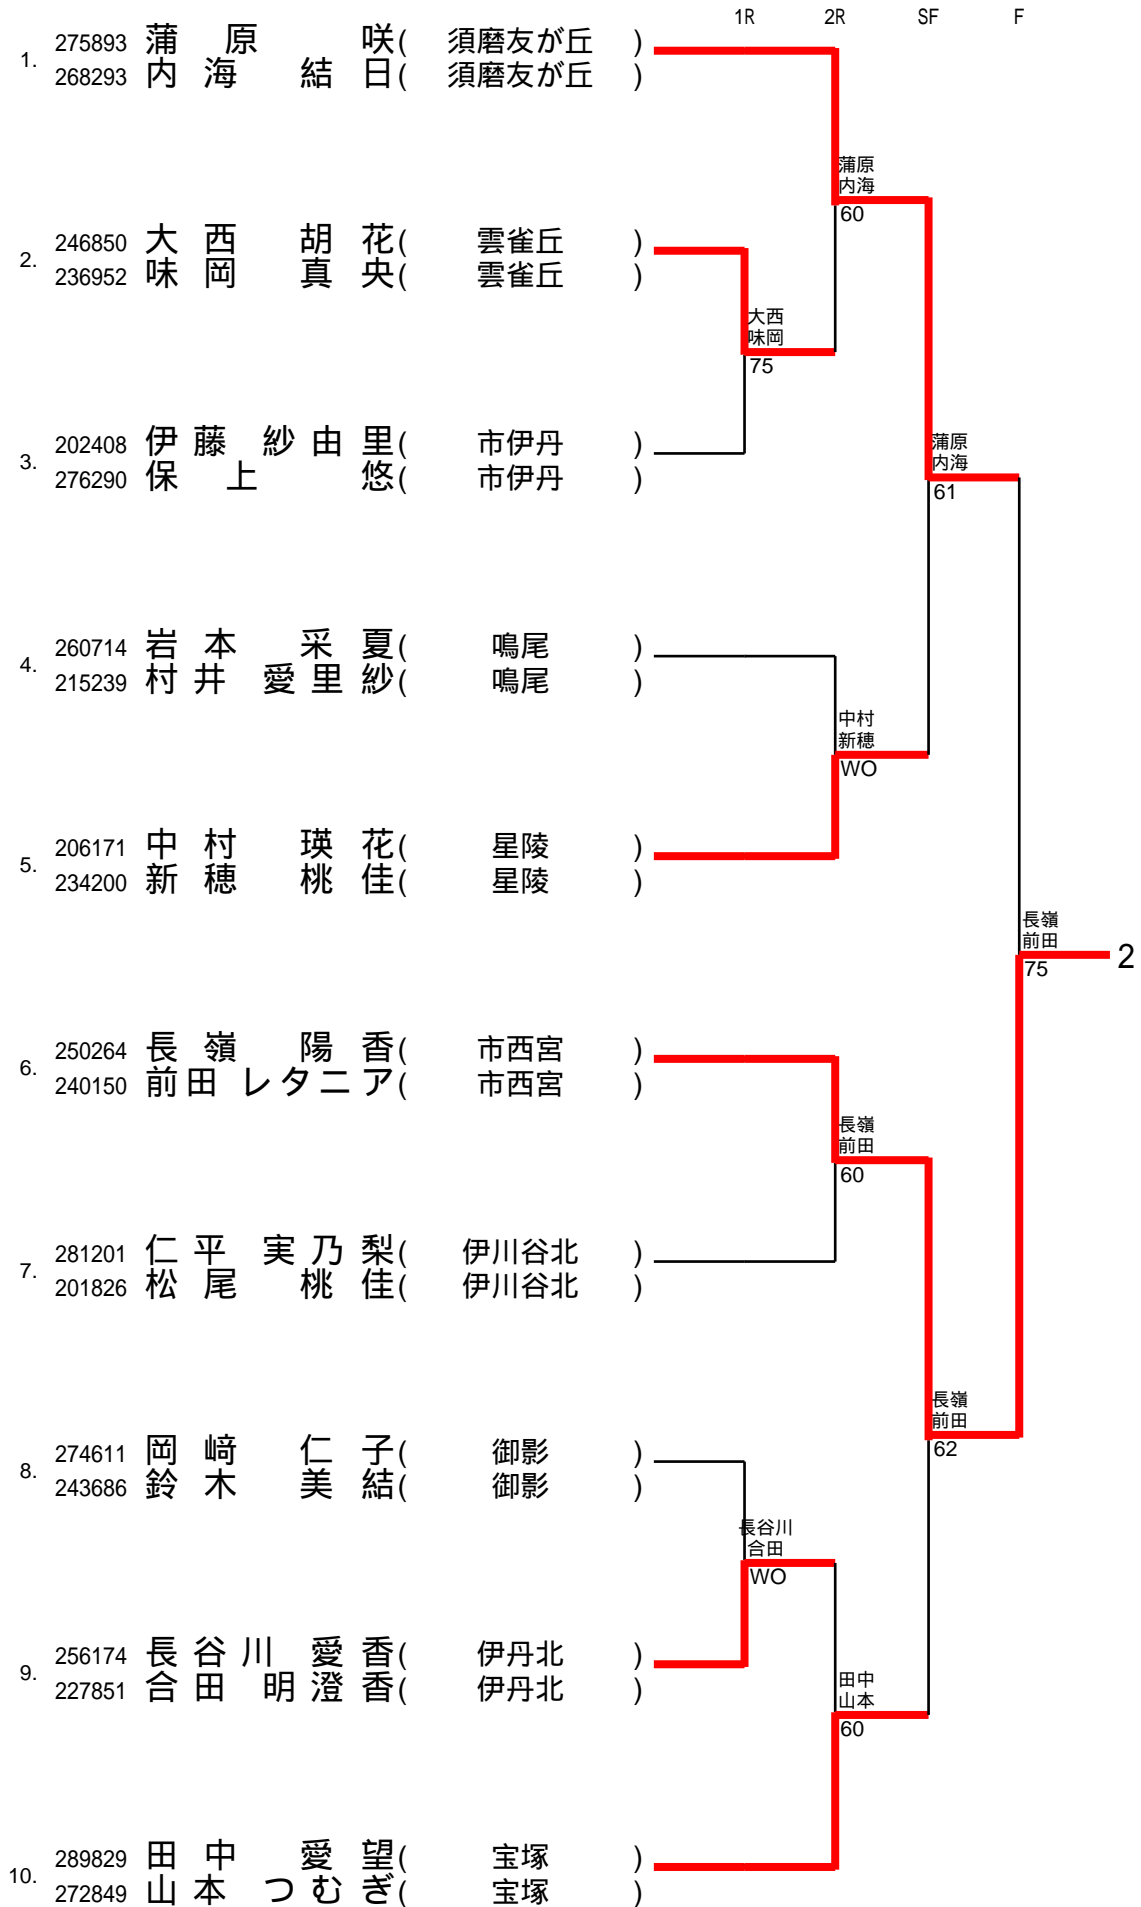 1R 2R SF F
1. 275893 蒲原 咲( 須磨友が丘 )
268293 内海 結日( 須磨友が丘 )
蒲原
内海
60
2. 246850 大西 胡花( 雲雀丘 )
236952 味岡 真央( 雲雀丘 )
大西
味岡
75
3. 202408 伊藤 紗由里( 市伊丹 )
276290 保上 悠( 市伊丹 )
蒲原
内海
61
4. 260714 岩本 采夏( 鳴尾 )
215239 村井 愛里紗( 鳴尾 )
中村
新穂
WO
5. 206171 中村 瑛花( 星陵 )
234200 新穂 桃佳( 星陵 )
長嶺
前田
75
2
6. 250264 長嶺 陽香( 市西宮 )
240150 前田 レタニア( 市西宮 )
長嶺
前田
60
7. 281201 仁平 実乃梨( 伊川谷北 )
201826 松尾 桃佳( 伊川谷北 )
長嶺
前田
62
8. 274611 岡﨑 仁子( 御影 )
243686 鈴木 美結( 御影 )
長谷川
合田
WO
9. 256174 長谷川 愛香( 伊丹北 )
227851 合田 明澄香( 伊丹北 )
田中
山本
60
10. 289829 田中 愛望( 宝塚 )
272849 山本 つむぎ( 宝塚 )